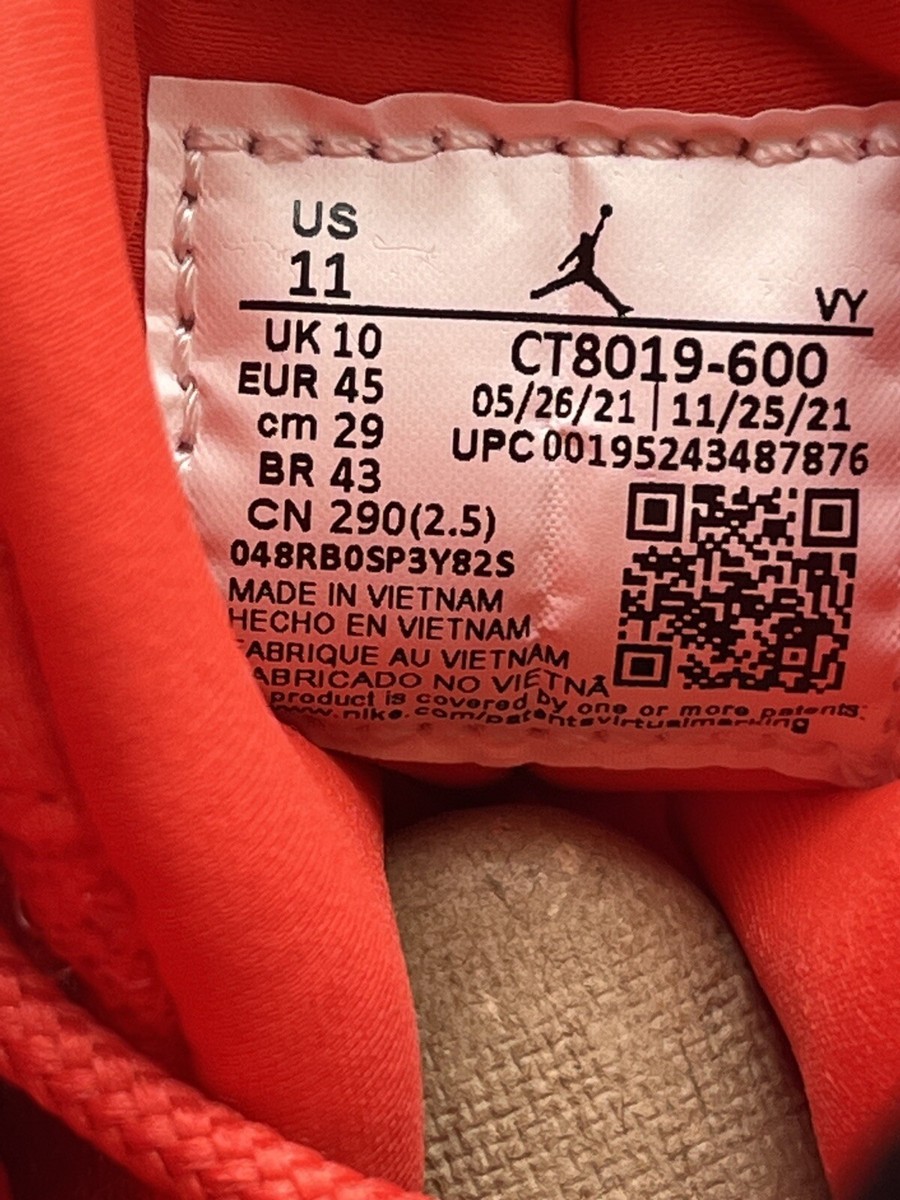 US
11
VY
UK 10
EUR 45
cm 29
BR 43
CN 290(2.5)
CT8019-600
05/26/21 | 11/25/21
UPC 00195243487876
048RB0SP3Y82S
MADE IN VIETNAM
HECHO EN VIETNAM
FABRIQUE AU VIETNAM
FABRICADO NO VIETNÃ
product is covered by one or more patents.
www.nike.com/patentsvirtualmarking